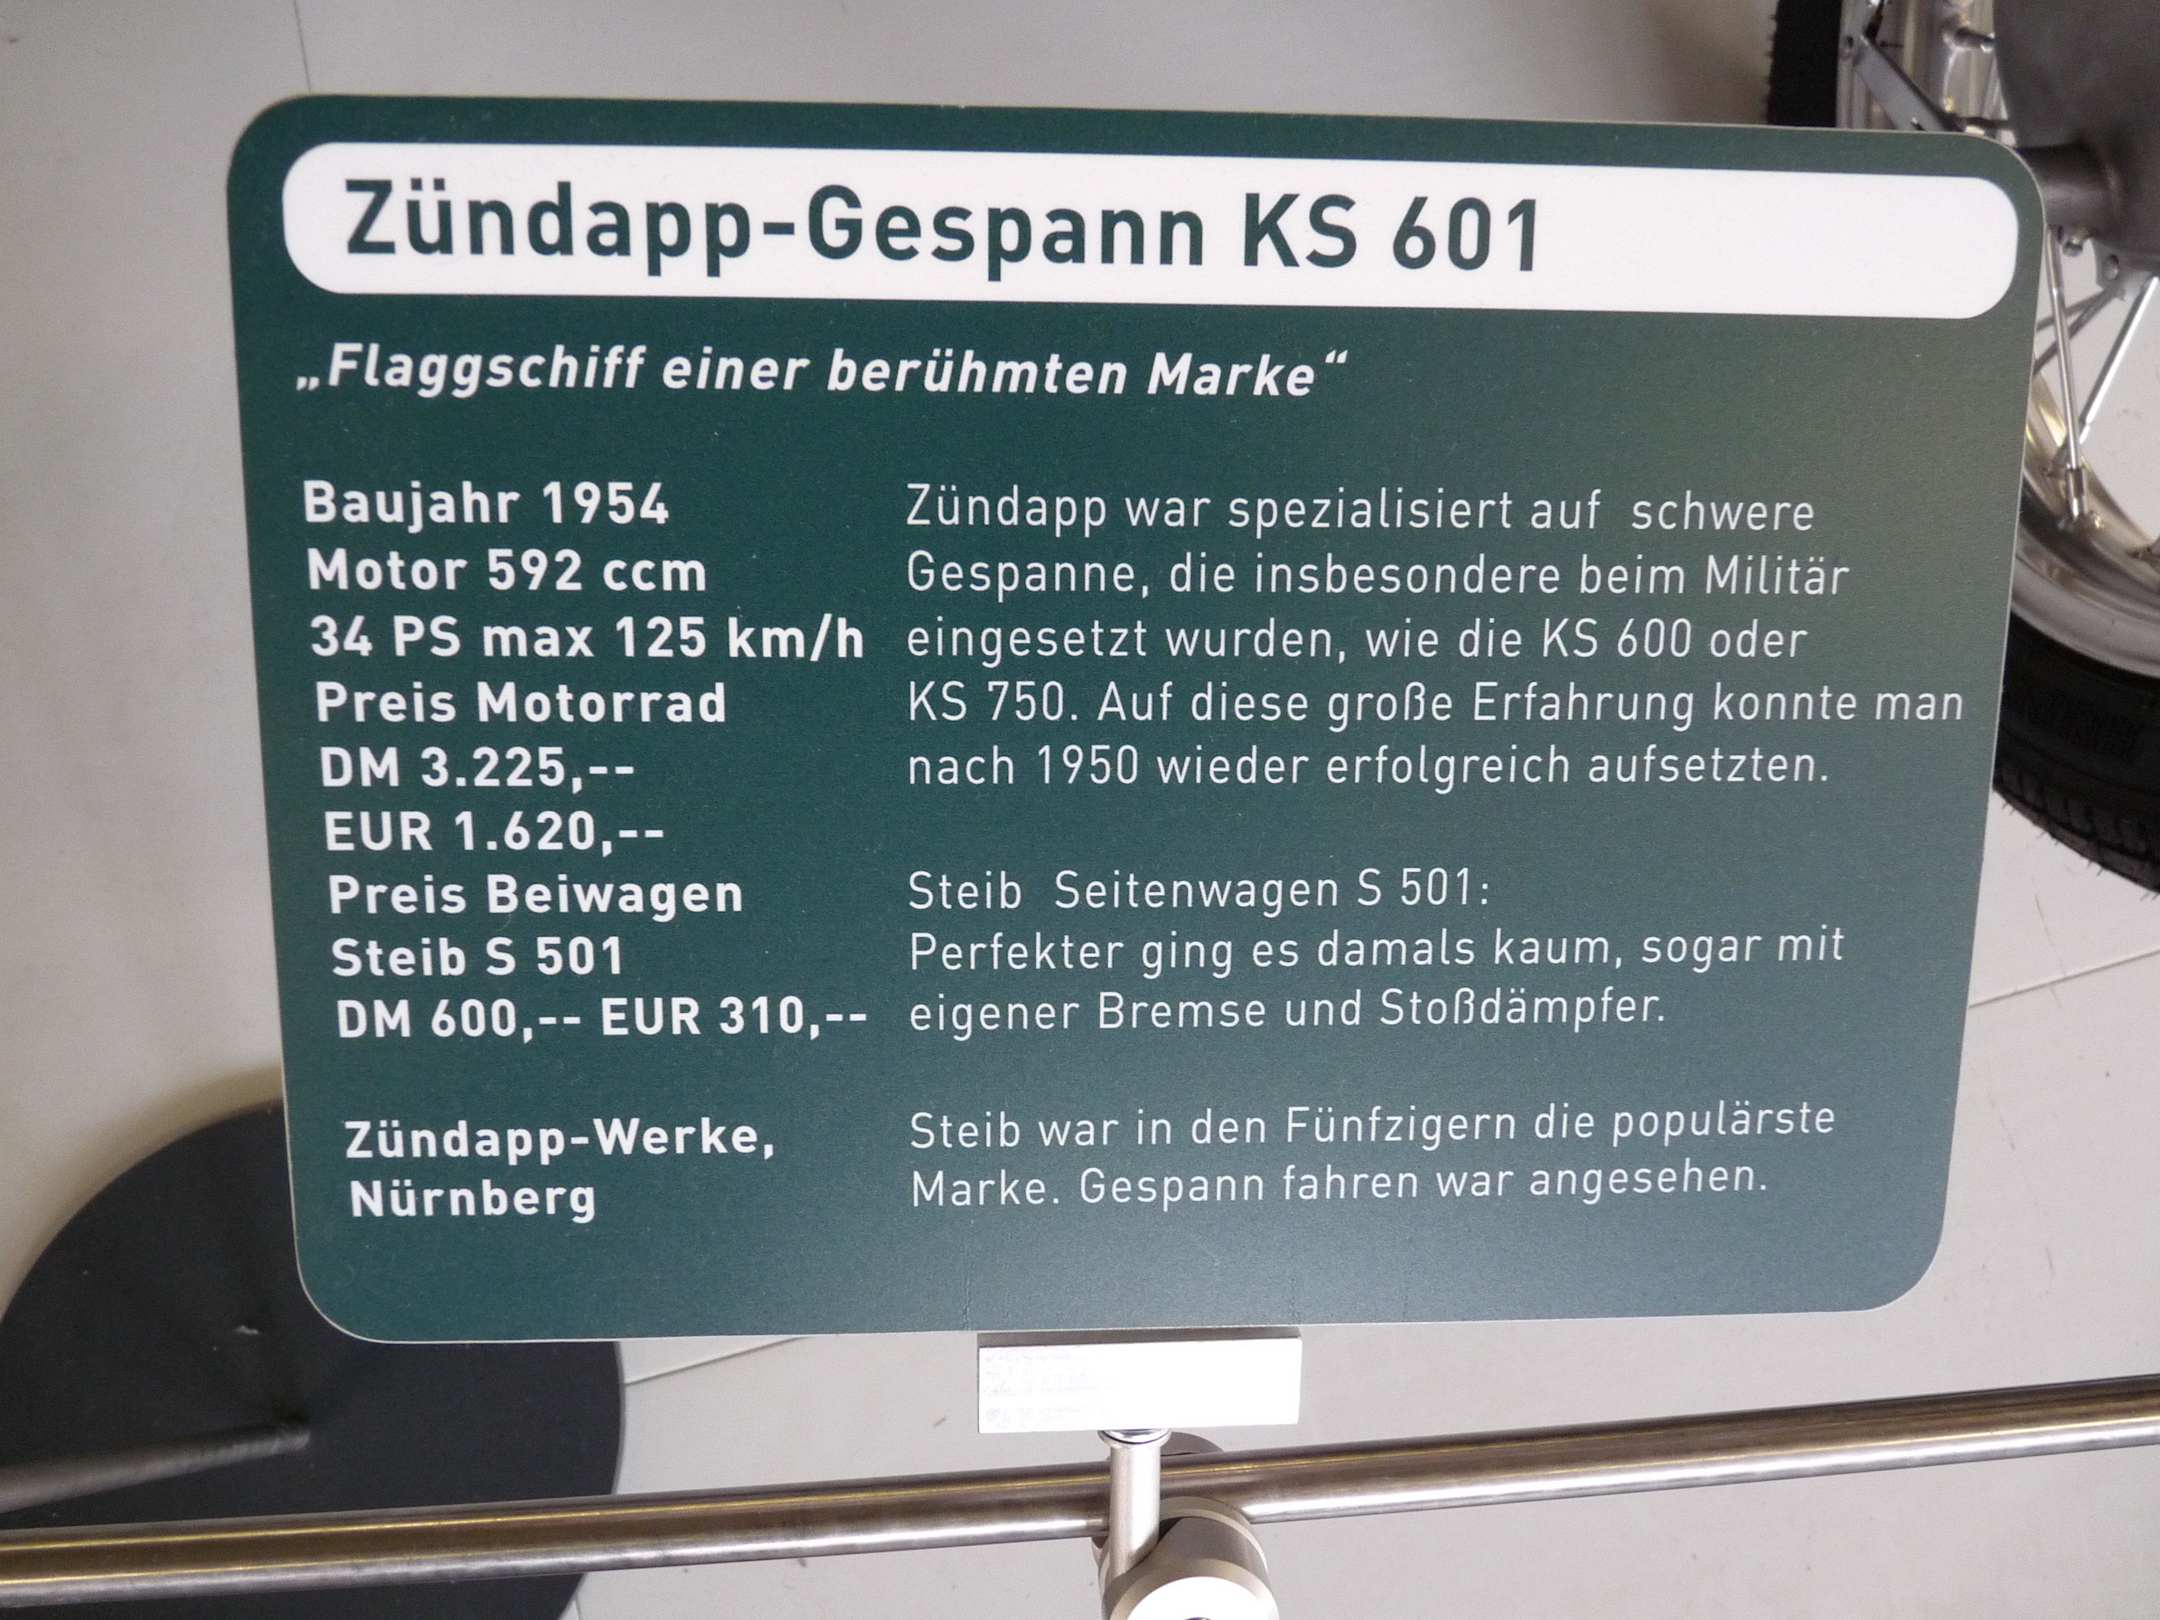 Zündapp-Gespann KS 601
„Flaggschiff einer berühmten Marke“
Baujahr 1954
Motor 592 ccm
34 PS max 125 km/h
Preis Motorrad
DM 3.225,--
EUR 1.620,--
Preis Beiwagen
Steib S 501
DM 600,-- EUR 310,--
Zündapp-Werke,
Nürnberg
Zündapp war spezialisiert auf schwere
Gespanne, die insbesondere beim Militär
eingesetzt wurden, wie die KS 600 oder
KS 750. Auf diese große Erfahrung konnte man
nach 1950 wieder erfolgreich aufsetzten.
Steib Seitenwagen S 501:
Perfekter ging es damals kaum, sogar mit
eigener Bremse und Stoßdämpfer.
Steib war in den Fünfzigern die populärste
Marke. Gespann fahren war angesehen.